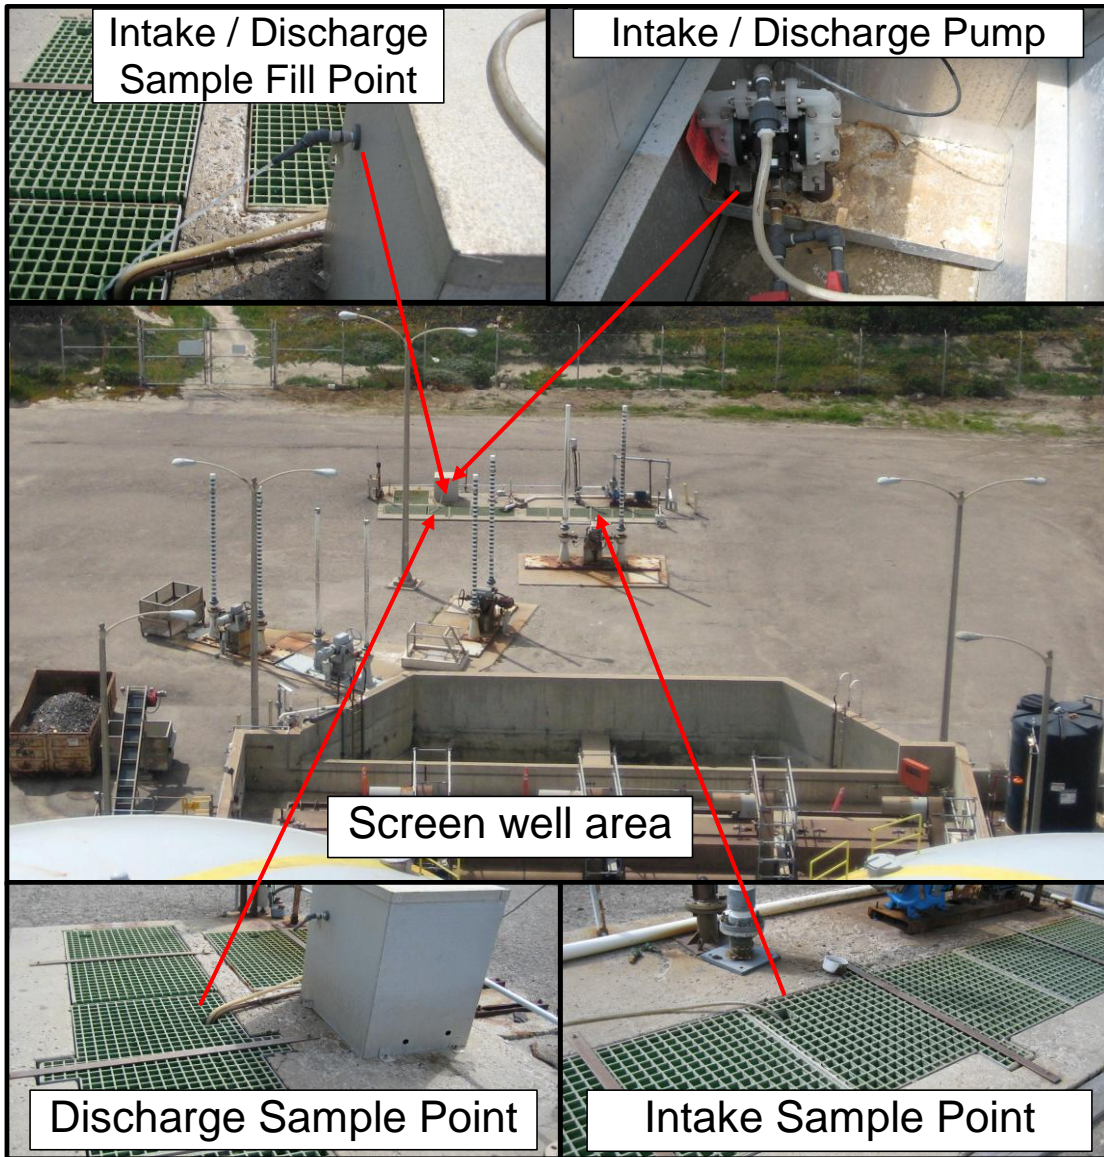 Intake / Discharge
Sample Fill Point
Intake / Discharge Pump
Screen well area
Discharge Sample Point
Intake Sample Point